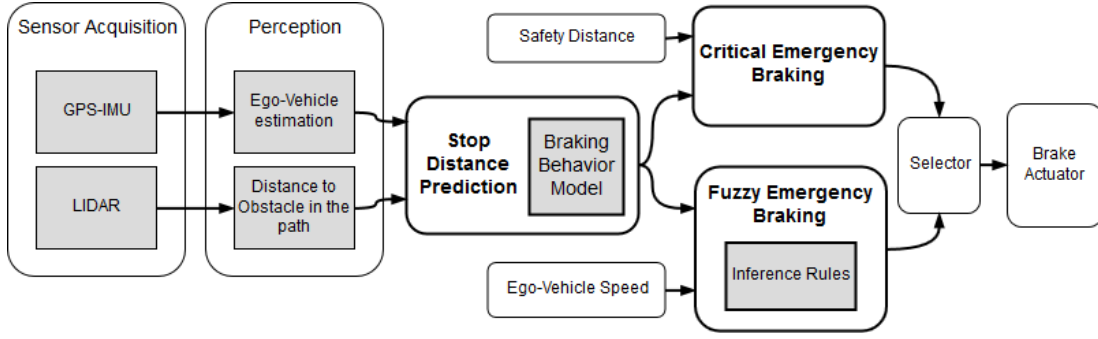 Sensor Acquisition
GPS-IMU
LIDAR
Perception
Ego-Vehicle
estimation
Distance to
Obstacle in the
path
Stop
Distance
Prediction
Braking
Behavior
Model
Safety Distance
Critical Emergency
Braking
Ego-Vehicle Speed
Fuzzy Emergency
Braking
Inference Rules
Selector
Brake
Actuator